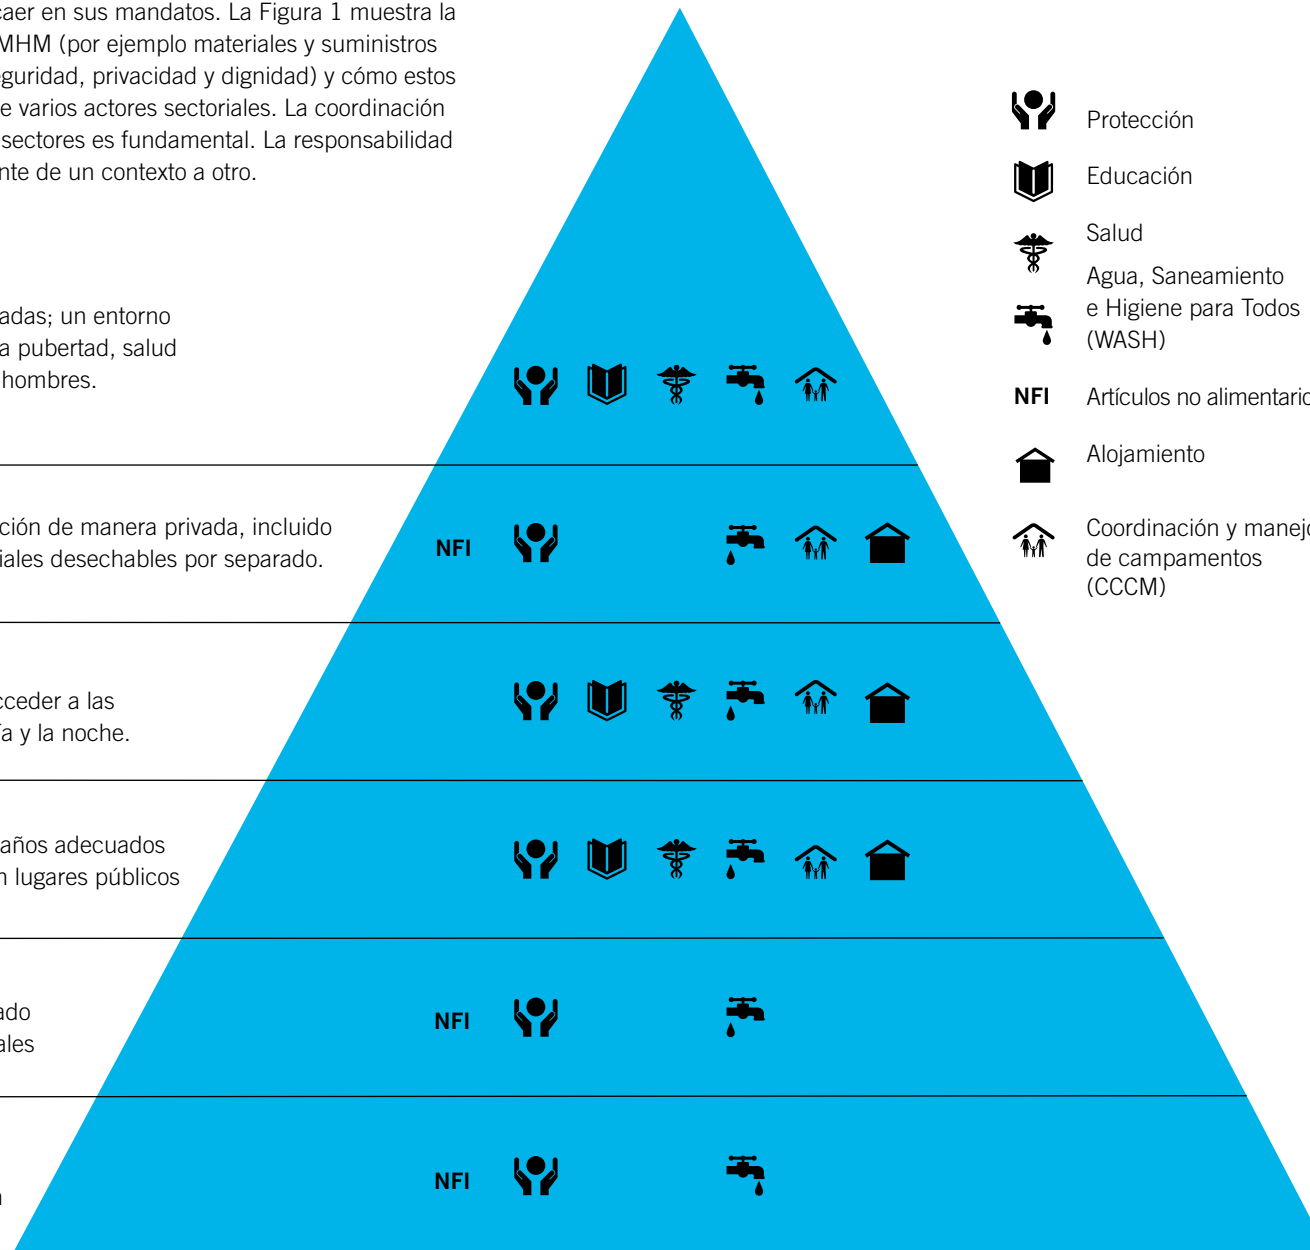 caer en sus mandatos. La Figura 1 muestra la
MHM (por ejemplo materiales y suministros
eguridad, privacidad y dignidad) y cómo estos
e varios actores sectoriales. La coordinación
sectores es fundamental. La responsabilidad
nte de un contexto a otro.
adas; un entorno
a pubertad, salud
hombres.
ción de manera privada, incluido
iales desechables por separado.
NFI
cceder a las
ía y la noche.
años adecuados
n lugares públicos
ado
ales
NFI
NFI
Protección
Educación
Salud
Agua, Saneamiento
e Higiene para Todos
(WASH)
NFI Artículos no alimentario
Alojamiento
Coordinación y manejo
de campamentos
(CCCM)